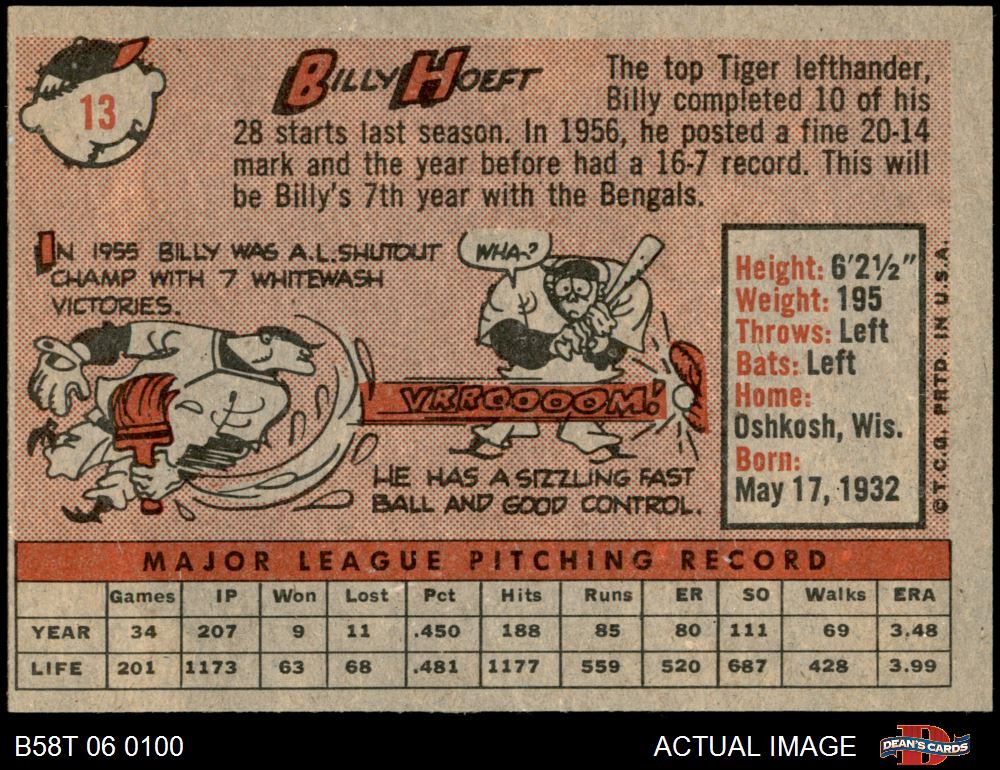 13
BILLY HOEFT
The top Tiger lefthander,
Billy completed 10 of his
28 starts last season. In 1956, he posted a fine 20-14
mark and the year before had a 16-7 record. This will
be Billy's 7th year with the Bengals.
IN 1955 BILLY WAS A.L. SHUTOUT
CHAMP WITH 7 WHITEWASH
VICTORIES.
WHA-?
VRROOOOM!
HE HAS A SIZZLING FAST
BALL AND GOOD CONTROL.
Height: 6'2½"
Weight: 195
Throws: Left
Bats: Left
Home:
Oshkosh, Wis.
Born:
May 17, 1932
© T.C.G. PRTD. IN U.S.A.
MAJOR LEAGUE PITCHING RECORD
Games IP Won Lost Pct Hits Runs ER SO Walks ERA
YEAR 34 207 9 11 .450 188 85 80 111 69 3.48
LIFE 201 1173 63 68 .481 1177 559 520 687 428 3.99
B58T 06 0100
ACTUAL IMAGE
D
DEAN'S CARDS